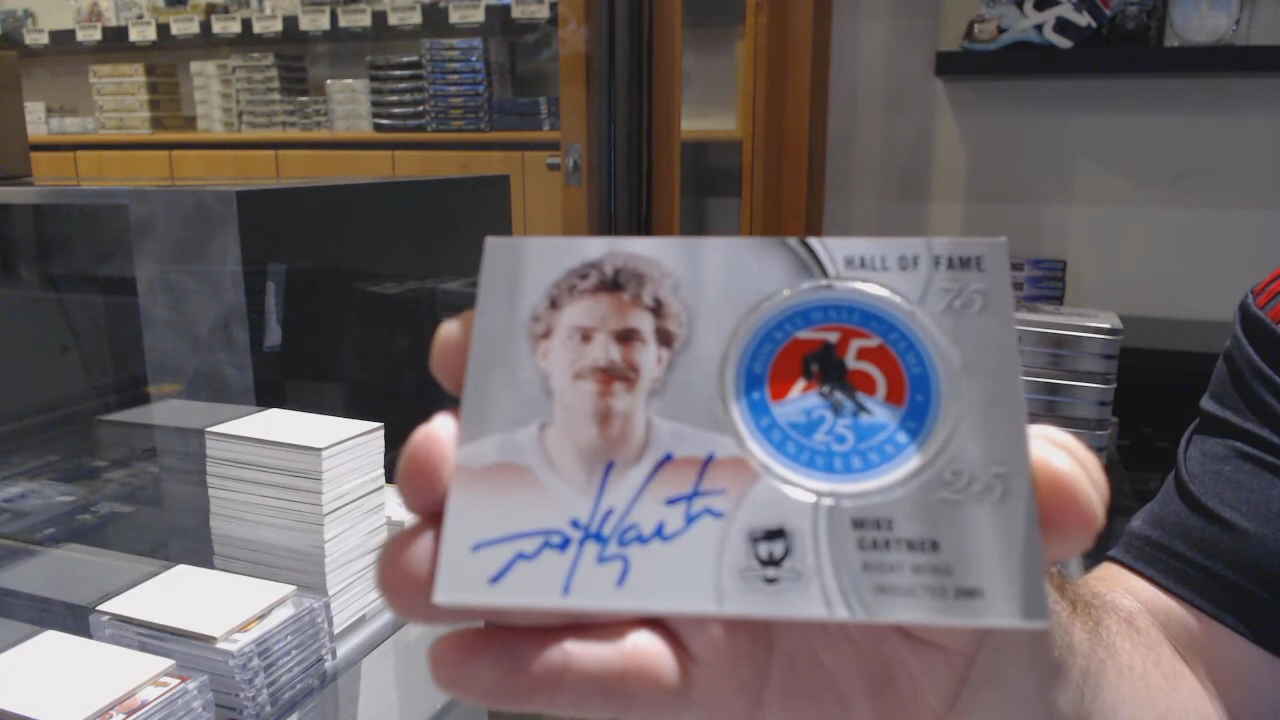 HALL OF FAME
75
HOCKEY HALL OF FAME
75
25
ANNIVERSARY
25
MIKE
GARTNER
RIGHT WING
INDUCTED 2001